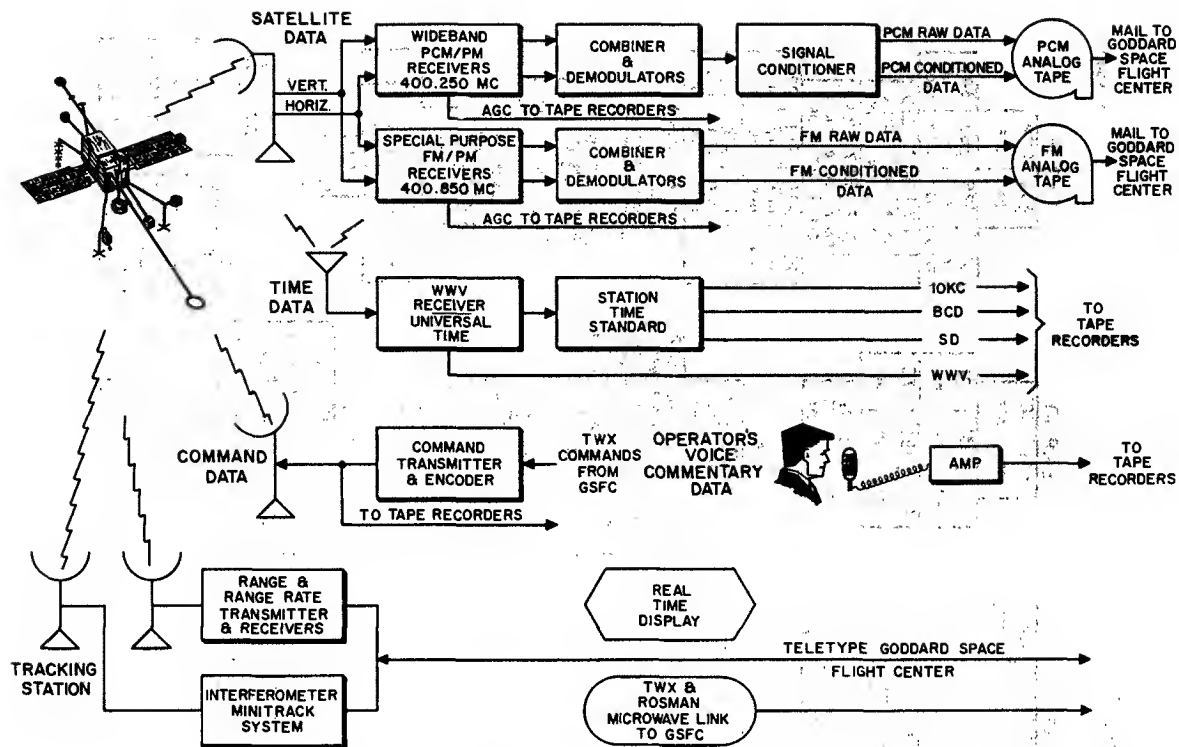 SATELLITE
DATA
VERT.
HORIZ.
WIDEBAND
PCM/PM
RECEIVERS
400.250 MC
COMBINER
&
DEMODULATORS
SIGNAL
CONDITIONER
PCM RAW DATA
PCM CONDITIONED
DATA
PCM
ANALOG
TAPE
MAIL TO
GODDARD
SPACE
FLIGHT
CENTER
AGC TO TAPE RECORDERS
SPECIAL PURPOSE
FM/PM
RECEIVERS
400.850 MC
COMBINER
&
DEMODULATORS
FM RAW DATA
FM CONDITIONED
DATA
FM
ANALOG
TAPE
MAIL TO
GODDARD
SPACE
FLIGHT
CENTER
AGC TO TAPE RECORDERS
TIME
DATA
WWV
RECEIVER
UNIVERSAL
TIME
STATION
TIME
STANDARD
10KC
BCD
SD
WWV
TO
TAPE
RECORDERS
COMMAND
DATA
COMMAND
TRANSMITTER
& ENCODER
TWX
COMMANDS
FROM
GSFC
TO TAPE RECORDERS
OPERATOR'S
VOICE
COMMENTARY
DATA
AMP
TO
TAPE
RECORDERS
TRACKING
STATION
RANGE &
RANGE RATE
TRANSMITTER
& RECEIVERS
INTERFEROMETER
MINITRACK
SYSTEM
REAL
TIME
DISPLAY
TELETYPE GODDARD SPACE
FLIGHT CENTER
TWX &
ROSMAN
MICROWAVE LINK
TO GSFC